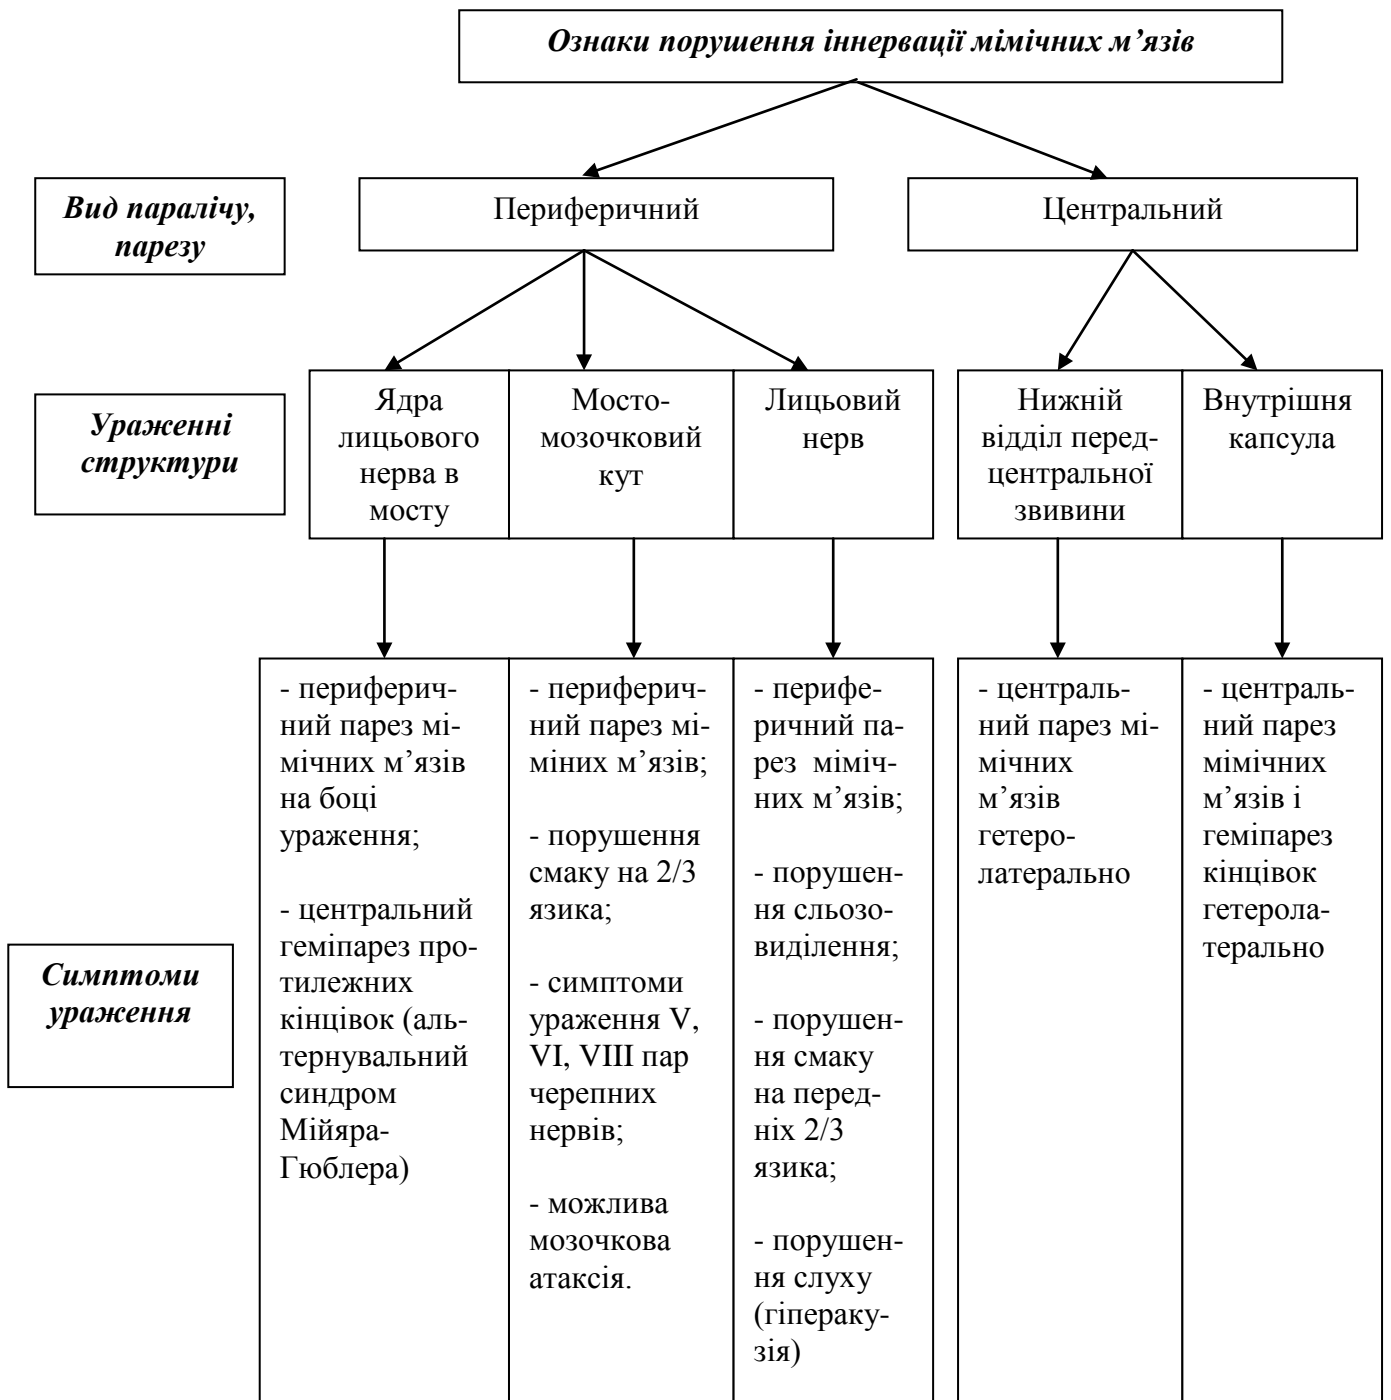 Ознаки порушення іннервації мімічних м’язів
Вид паралічу,
парезу
Периферичний
Центральний
Ураженні
структури
Ядра
лицьового
нерва в
мосту
Мосто-
мозочковий
кут
Лицьовий
нерв
Нижній
відділ перед-
центральної
звивини
Внутрішня
капсула
Симптоми
ураження
- периферич-
ний парез мі-
мічних м’язів
на боці
ураження;
- центральний
геміпарез про-
тилежних
кінцівок (аль-
тернувальний
синдром
Мійяра-
Гюблера)
- периферич-
ний парез мі-
міних м’язів;
- порушення
смаку на 2/3
язика;
- симптоми
ураження V,
VI, VIII пар
черепних
нервів;
- можлива
мозочкова
атаксія.
- перифе-
ричний па-
рез міміч-
них м’язів;
- порушен-
ня сльозо-
виділення;
- порушен-
ня смаку
на перед-
ніх 2/3
язика;
- порушен-
ня слуху
(гіпераку-
зія)
- централь-
ний парез мі-
мічних
м’язів
гетеро-
латерально
- централь-
ний парез
мімічних
м’язів і
геміпарез
кінцівок
гетерола-
терально